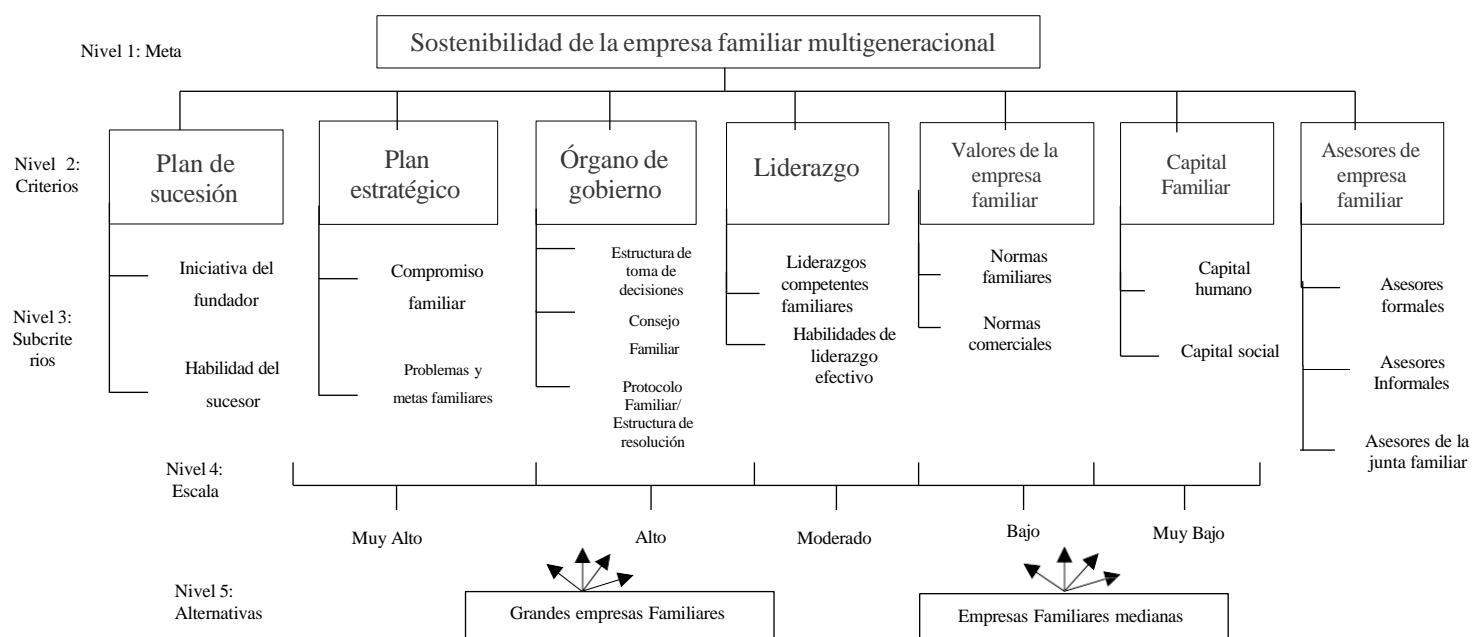 Nivel 1: Meta
Sostenibilidad de la empresa familiar multigeneracional
Nivel 2:
Criterios
Plan de
sucesión
Plan
estratégico
Órgano de
gobierno
Liderazgo
Valores de la
empresa
familiar
Capital
Familiar
Asesores de
empresa
familiar
Nivel 3:
Subcrite
rios
Iniciativa del
fundador
Habilidad del
sucesor
Compromiso
familiar
Problemas y
metas familiares
Estructura de
toma de
decisiones
Consejo
Familiar
Protocolo
Familiar/
Estructura de
resolución
Liderazgos
competentes
familiares
Habilidades de
liderazgo
efectivo
Normas
familiares
Normas
comerciales
Capital
humano
Capital social
Asesores
formales
Asesores
Informales
Asesores de la
junta familiar
Nivel 4:
Escala
Muy Alto
Alto
Moderado
Bajo
Muy Bajo
Nivel 5:
Alternativas
Grandes empresas Familiares
Empresas Familiares medianas